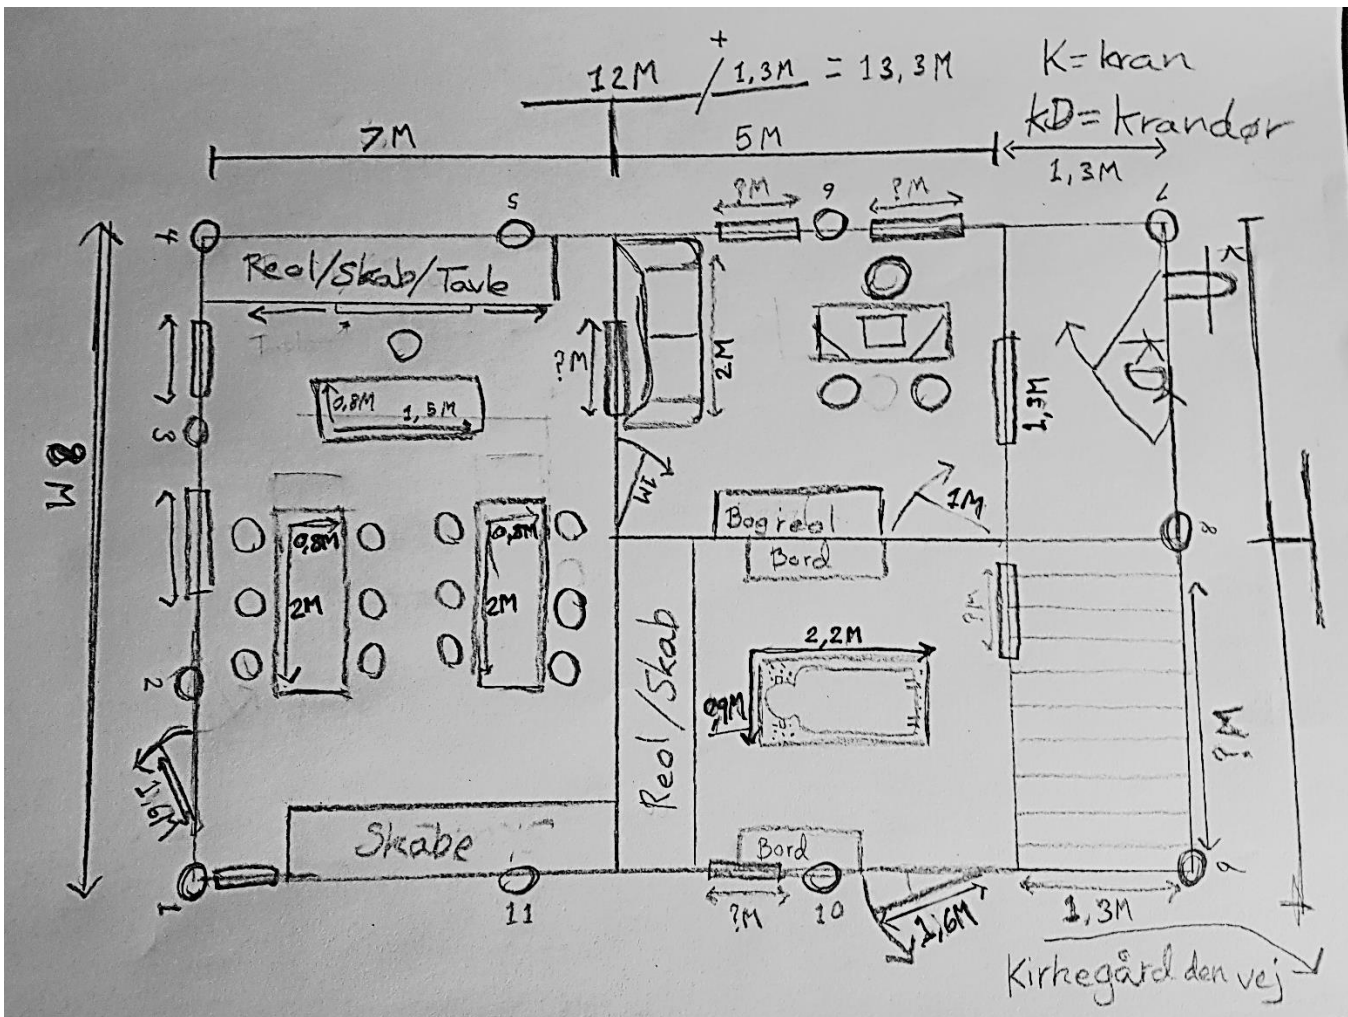 12M + / 1,3M = 13,3M
K = kran
KD = Krandør
7M
5M
1,3M
?M
?M
4
5
6
7
Reol/Skab/Tavle
K
?M
2M
1,3M
KD
0,8M
1,5M
3
8M
1M
1M
Bogreol
Bord
8
0,8M
2M
0,8M
2M
?M
2,2M
0,9M
Reol/Skab
2
1,6M
?M
Skabe
Bord
1
11
?M
10
1,6M
1,3M
9
Kirkegård den vej